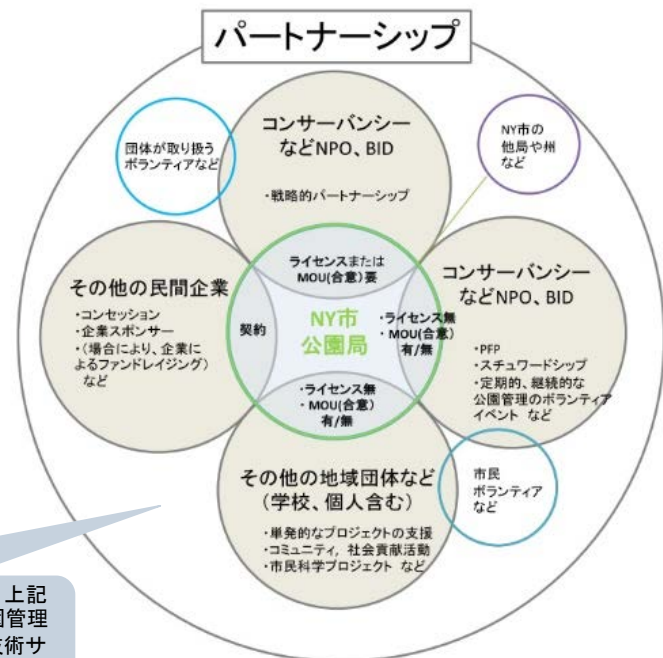 パートナーシップ
団体が取り扱う
ボランティアなど
コンサーバンシー
などNPO、BID
・戦略的パートナーシップ
NY市の
他局や州
など
その他の民間企業
・コンセッション
・企業スポンサー
・(場合により、企業に
よるファンドレイジング)
など
ライセンスまたは
MOU(合意)要
契約
NY市
公園局
・ライセンス無
・MOU(合意)
有/無
コンサーバンシー
などNPO、BID
・PFP
・スチュワードシップ
・定期的、継続的な
公園管理のボランティア
イベント など
・ライセンス無
・MOU(合意)
有/無
その他の地域団体など
(学校、個人含む)
・単発的なプロジェクトの支援
・コミュニティ, 社会貢献活動
・市民科学プロジェクト など
市民
ボランティア
など
上記
管理
術サ